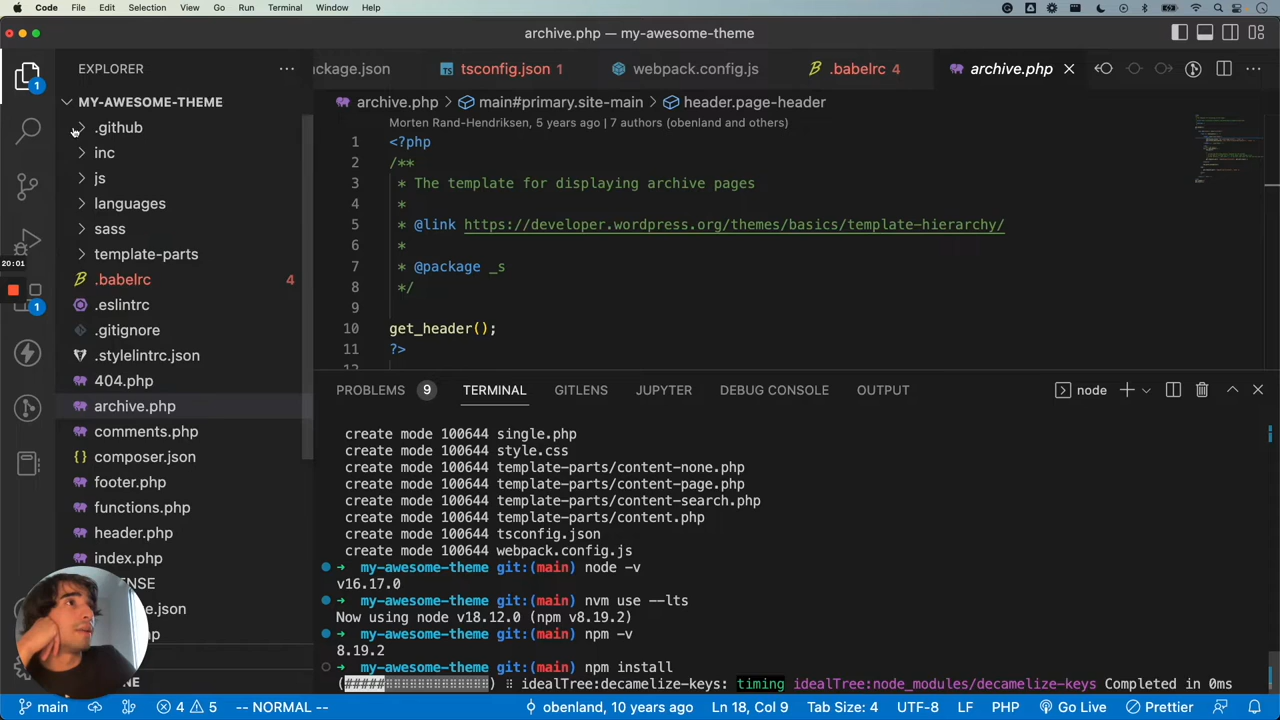 Code File Edit Selection View Go Run Terminal Window Help
archive.php — my-awesome-theme
EXPLORER
ckage.json
tsconfig.json 1
webpack.config.js
.babelrc 4
archive.php
1
MY-AWESOME-THEME
.github
inc
js
languages
sass
template-parts
.babelrc 4
.eslintrc
.gitignore
.stylelintrc.json
404.php
archive.php
comments.php
composer.json
footer.php
functions.php
header.php
index.php
20:01
1
archive.php > main#primary.site-main > header.page-header
Morten Rand-Hendriksen, 5 years ago | 7 authors (obenland and others)
1 <?php
2 /**
3 * The template for displaying archive pages
4 *
5 * @link https://developer.wordpress.org/themes/basics/template-hierarchy/
6 *
7 * @package _s
8 */
9
10 get_header();
11 ?>
12
PROBLEMS 9 TERMINAL GITLENS JUPYTER DEBUG CONSOLE OUTPUT
node
create mode 100644 single.php
create mode 100644 style.css
create mode 100644 template-parts/content-none.php
create mode 100644 template-parts/content-page.php
create mode 100644 template-parts/content-search.php
create mode 100644 template-parts/content.php
create mode 100644 tsconfig.json
create mode 100644 webpack.config.js
➜ my-awesome-theme git:(main) node -v
v16.17.0
➜ my-awesome-theme git:(main) nvm use --lts
Now using node v18.12.0 (npm v8.19.2)
➜ my-awesome-theme git:(main) npm -v
8.19.2
➜ my-awesome-theme git:(main) npm install
(#####) ⠿ idealTree:decamelize-keys: timing idealTree:node_modules/decamelize-keys Completed in 0ms
main 4 5 -- NORMAL -- obenland, 10 years ago Ln 18, Col 9 Tab Size: 4 UTF-8 LF PHP Go Live Prettier